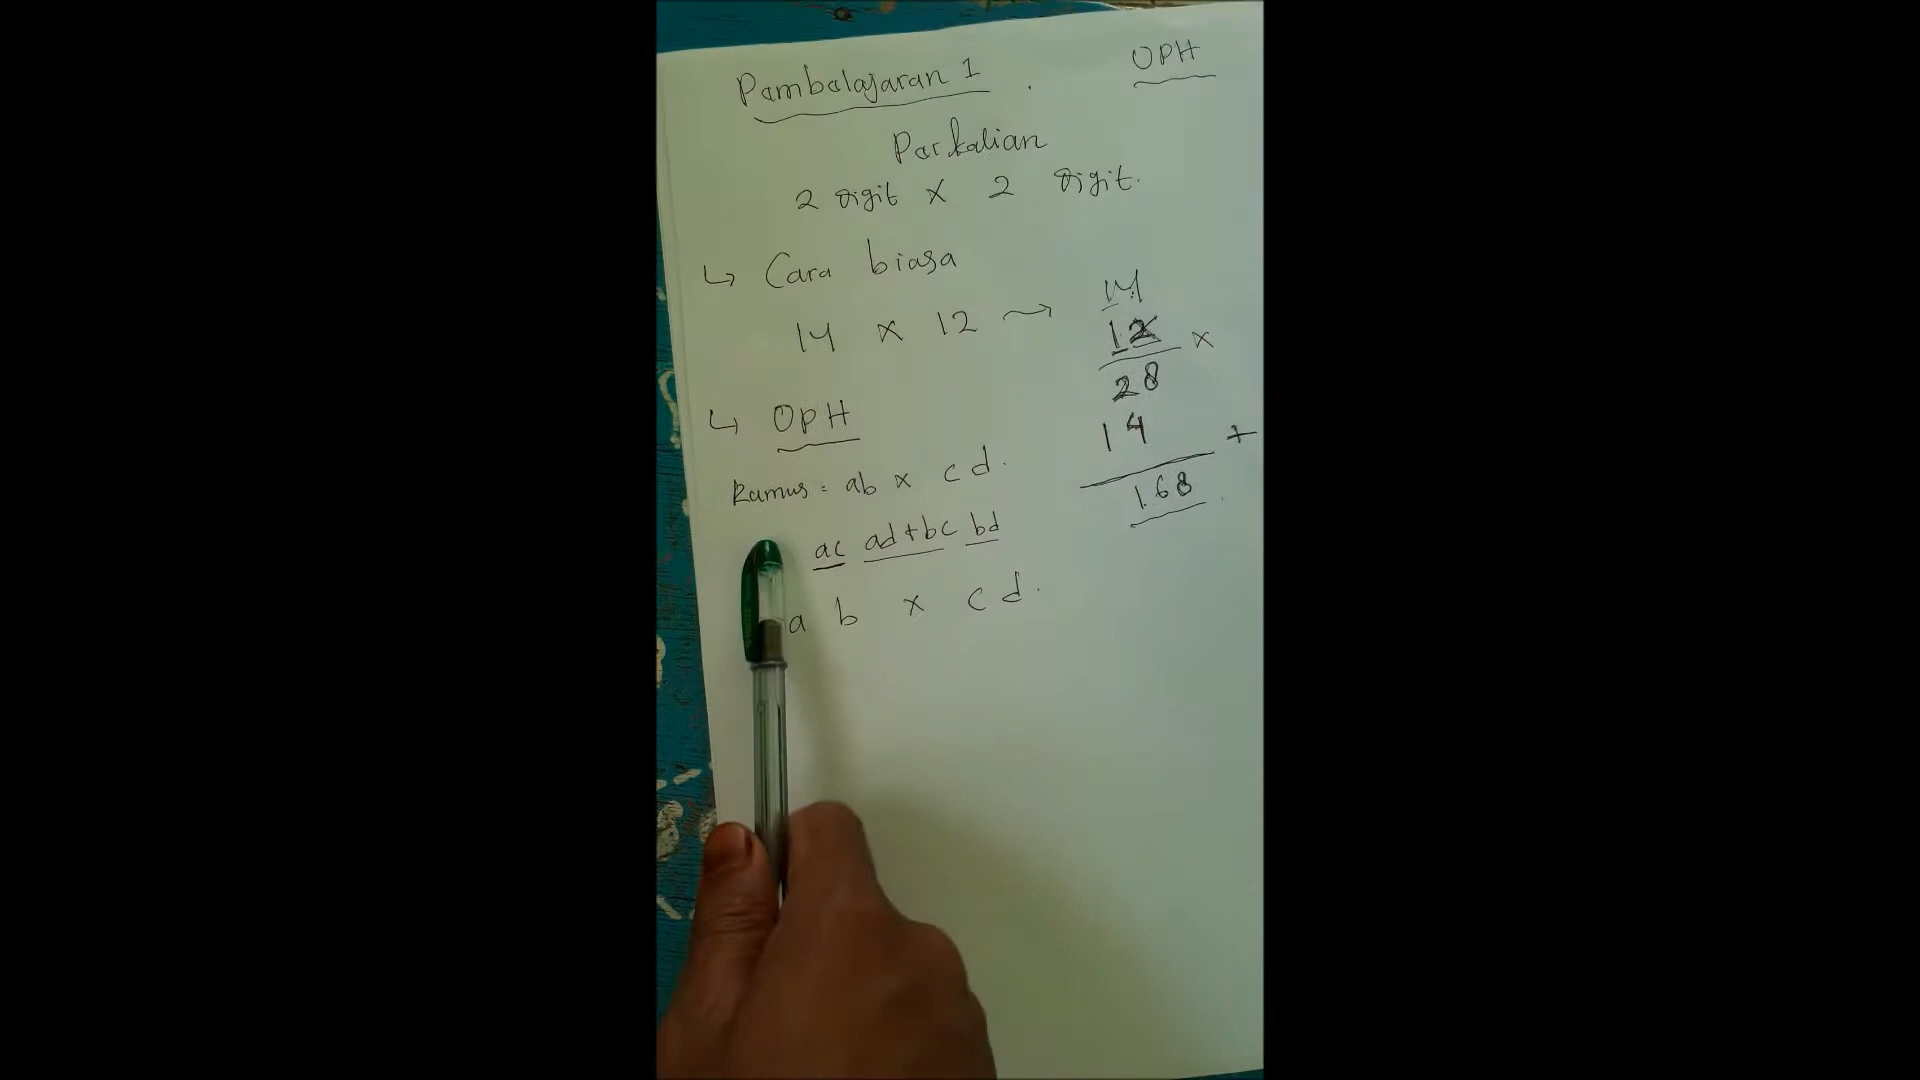 Pembelajaran 1.
OPH
Perkalian
2 digit x 2 digit.
↳ Cara biasa
14 x 12 →
14
12 x
28
14 +
168.
↳ OPH
Rumus = ab x cd.
ac ad+bc bd
a b x c d.